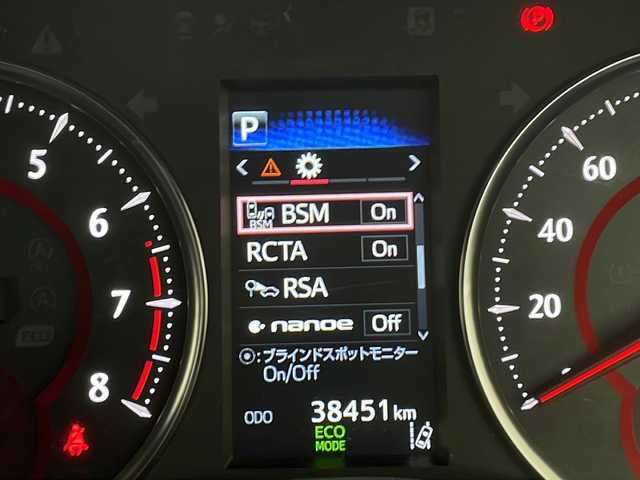 P
BSM
BSM On
RCTA On
RSA
nanoe Off
:ブラインドスポットモニター
On/Off
ODO 38451 km
ECO
MODE
5
6
7
8
60
40
20
ECO